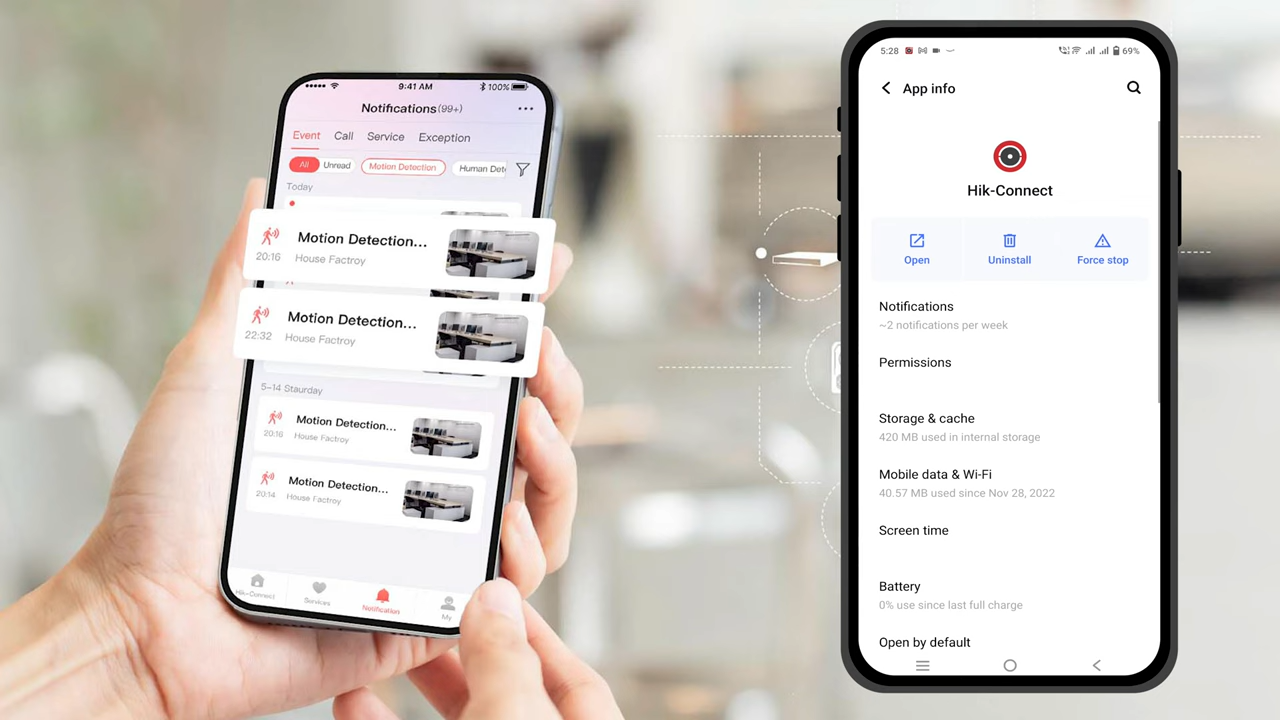 9:41 AM
100%
Notifications(99+)
Event Call Service Exception
All Unread Motion Detection Human Det
Today
Motion Detection...
20:16 House Factroy
Motion Detection...
22:32 House Factroy
5-14 Staurday
Motion Detection...
20:16 House Factroy
Motion Detection...
20:14 House Factroy
Hik-Connect Services Notification My
5:28 69%
App info
Hik-Connect
Open Uninstall Force stop
Notifications
~2 notifications per week
Permissions
Storage & cache
420 MB used in internal storage
Mobile data & Wi-Fi
40.57 MB used since Nov 28, 2022
Screen time
Battery
0% use since last full charge
Open by default